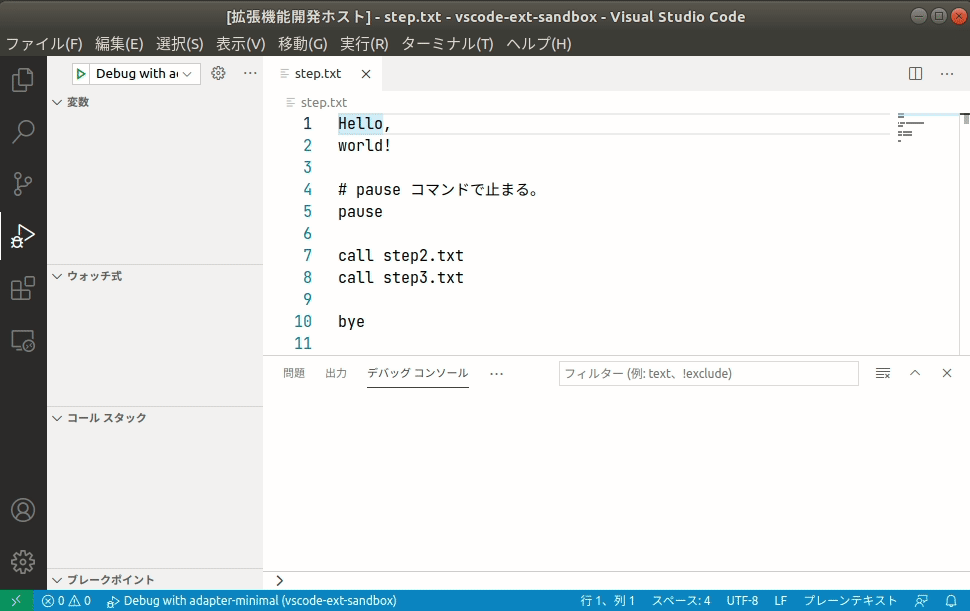 [拡張機能開発ホスト] - step.txt - vscode-ext-sandbox - Visual Studio Code
ファイル(F) 編集(E) 選択(S) 表示(V) 移動(G) 実行(R) ターミナル(T) ヘルプ(H)
Debug with
step.txt
変数
step.txt
1 Hello,
2 world!
3
4 # pause コマンドで止まる。
5 pause
6
7 call step2.txt
8 call step3.txt
9
10 bye
11
ウォッチ式
問題 出力 デバッグ コンソール
フィルター (例: text、!exclude)
コール スタック
ブレークポイント
0 0 Debug with adapter-minimal (vscode-ext-sandbox) 行 1、列 1 スペース: 4 UTF-8 LF プレーンテキスト